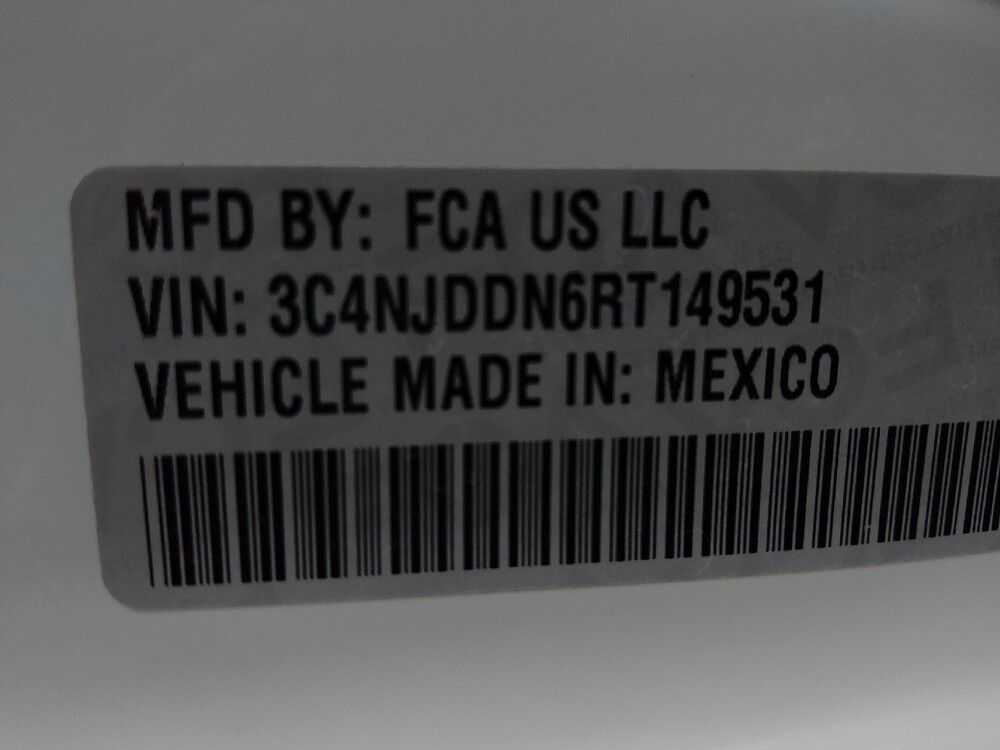 MFD BY: FCA US LLC
VIN: 3C4NJDDN6RT149531
VEHICLE MADE IN: MEXICO